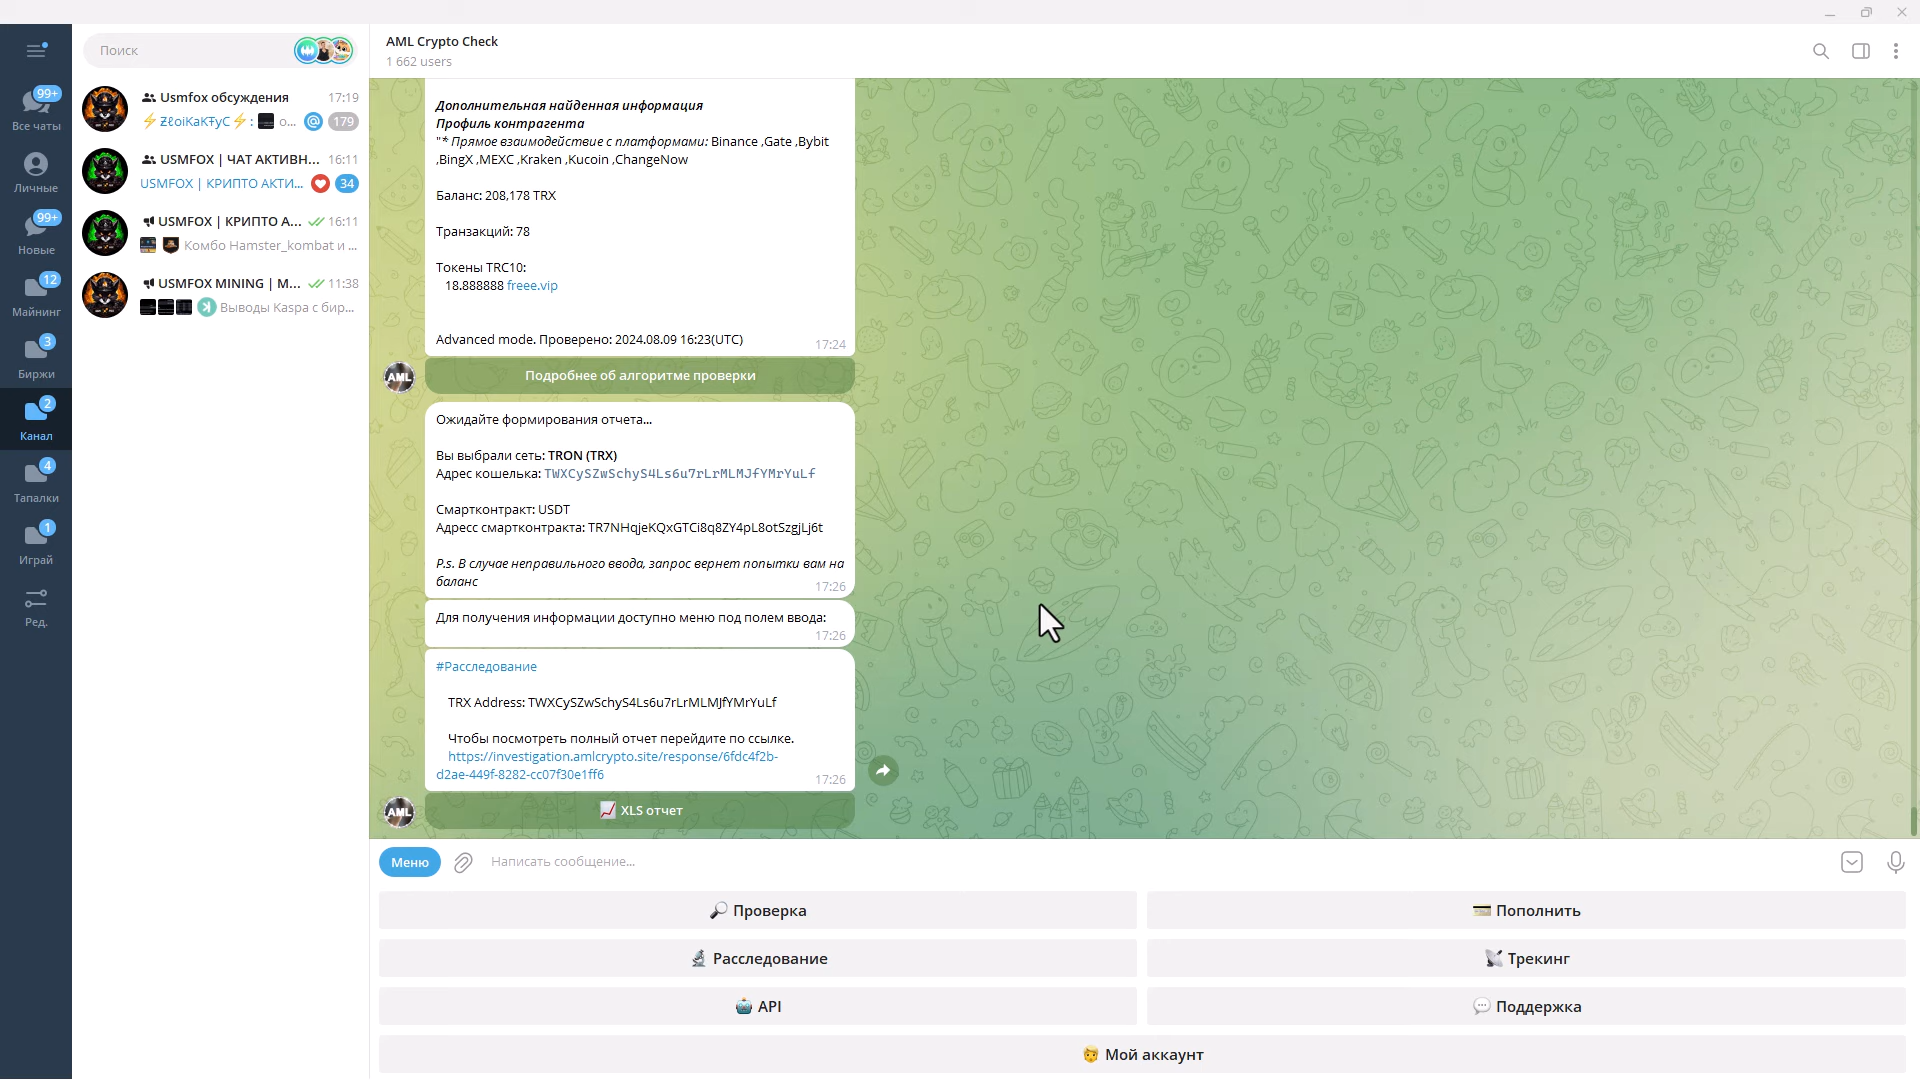 Поиск
99+
Все чаты
Личные
99+
Новые
12
Майнинг
3
Биржи
2
Канал
4
Тапалки
1
Играй
Ред.
Usmfox обсуждения 17:19
: о... @ 179
USMFOX | ЧАТ АКТИВН... 16:11
USMFOX | КРИПТО АКТИ... 34
USMFOX | КРИПТО А... 16:11
Комбо Hamster_kombat и ...
USMFOX MINING | M... 11:38
Выводы Kaspa с бир...
AML Crypto Check
1 662 users
Дополнительная найденная информация
Профиль контрагента
"* Прямое взаимодействие с платформами: Binance ,Gate ,Bybit
,BingX ,MEXC ,Kraken ,Kucoin ,ChangeNow
Баланс: 208,178 TRX
Транзакций: 78
Токены TRC10:
18.888888 freee.vip
Advanced mode. Проверено: 2024.08.09 16:23(UTC)
17:24
AML
Подробнее об алгоритме проверки
Ожидайте формирования отчета...
Вы выбрали сеть: TRON (TRX)
Адрес кошелька: TWXCySZwSchyS4Ls6u7rLrMLMJfYMrYuLf
Смартконтракт: USDT
Адресс смартконтракта: TR7NHqjeKQxGTCi8q8ZY4pL8otSzgjLj6t
P.s. В случае неправильного ввода, запрос вернет попытки вам на
баланс
17:26
Для получения информации доступно меню под полем ввода:
17:26
#Расследование
TRX Address: TWXCySZwSchyS4Ls6u7rLrMLMJfYMrYuLf
Чтобы посмотреть полный отчет перейдите по ссылке.
https://investigation.amlcrypto.site/response/6fdc4f2b-
d2ae-449f-8282-cc07f30e1ff6
17:26
AML
XLS отчет
Меню
Написать сообщение...
Проверка
Пополнить
Расследование
Трекинг
API
Поддержка
Мой аккаунт